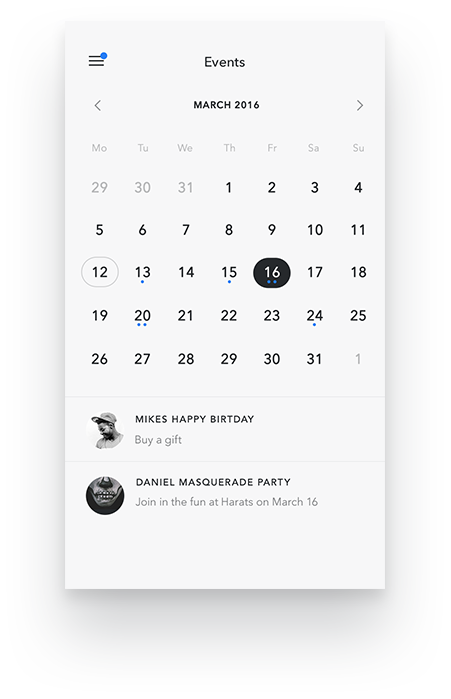 Events
MARCH 2016
Mo Tu We Th Fr Sa Su
29 30 31 1 2 3 4
5 6 7 8 9 10 11
12 13 14 15 16 17 18
19 20 21 22 23 24 25
26 27 28 29 30 31 1
MIKES HAPPY BIRTDAY
Buy a gift
DANIEL MASQUERADE PARTY
Join in the fun at Harats on March 16